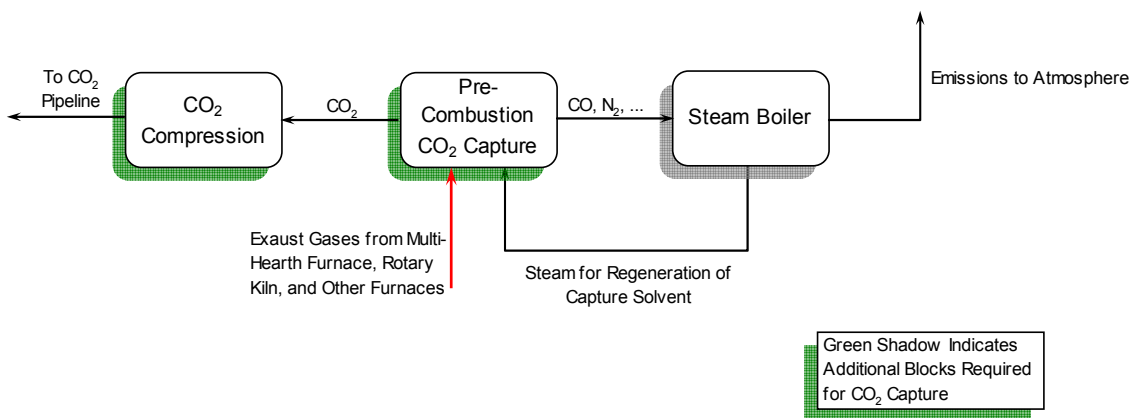 To CO₂
Pipeline
CO₂
Compression
CO₂
Pre-
Combustion
CO₂ Capture
CO, N₂, ...
Steam Boiler
Emissions to Atmosphere
Exaust Gases from Multi-
Hearth Furnace, Rotary
Kiln, and Other Furnaces
Steam for Regeneration of
Capture Solvent
Green Shadow Indicates
Additional Blocks Required
for CO₂ Capture